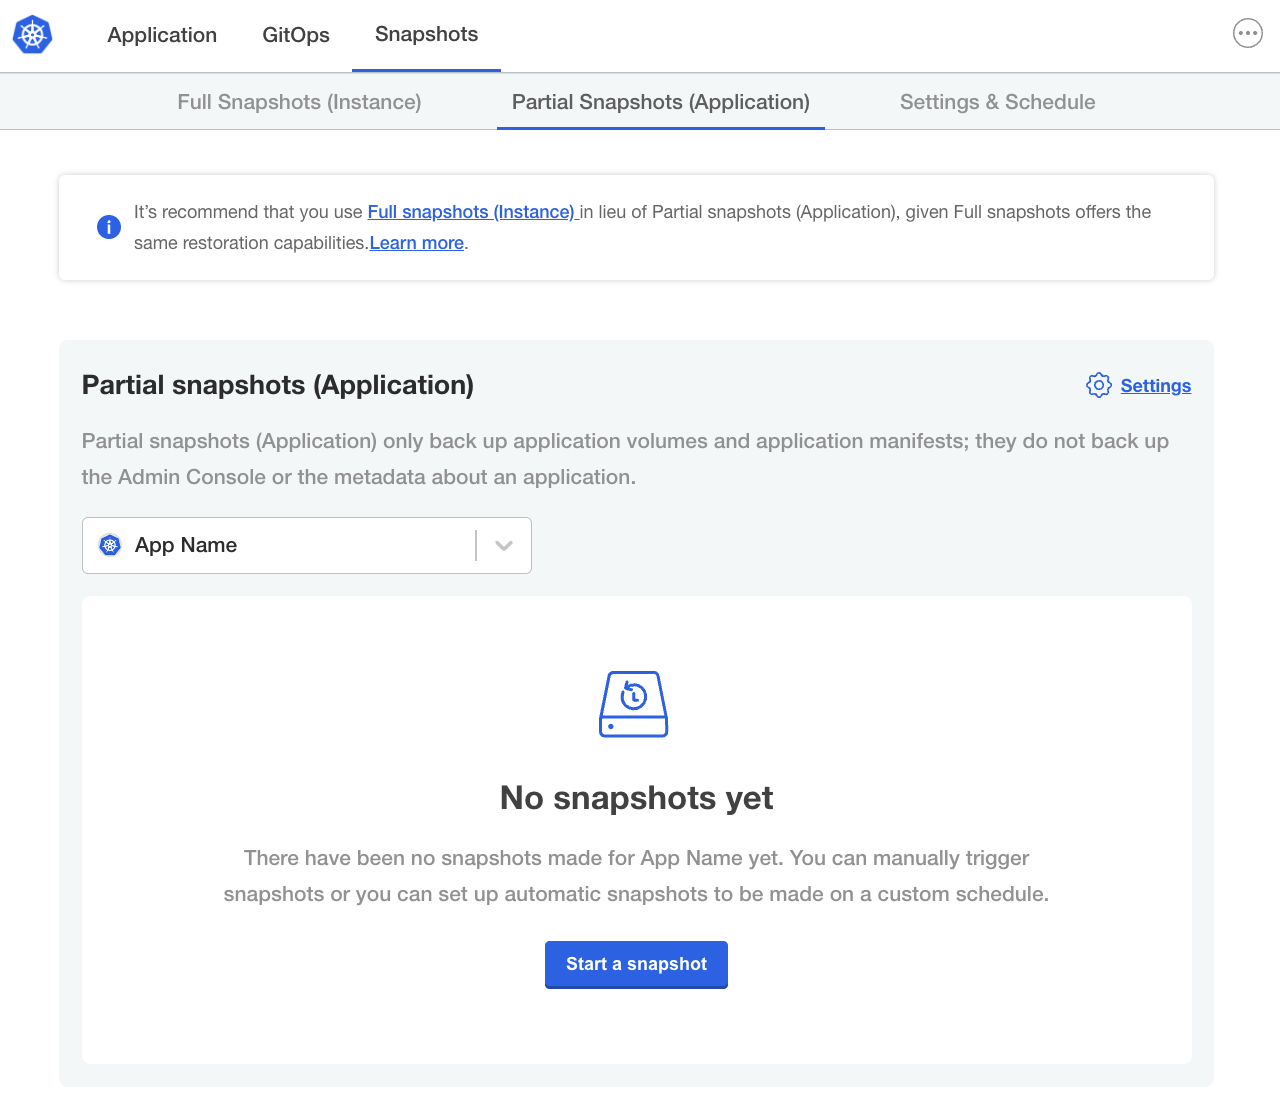 Application GitOps Snapshots
Full Snapshots (Instance) Partial Snapshots (Application) Settings & Schedule
It’s recommend that you use Full snapshots (Instance) in lieu of Partial snapshots (Application), given Full snapshots offers the
same restoration capabilities.Learn more.
Partial snapshots (Application) Settings
Partial snapshots (Application) only back up application volumes and application manifests; they do not back up
the Admin Console or the metadata about an application.
App Name
No snapshots yet
There have been no snapshots made for App Name yet. You can manually trigger
snapshots or you can set up automatic snapshots to be made on a custom schedule.
Start a snapshot